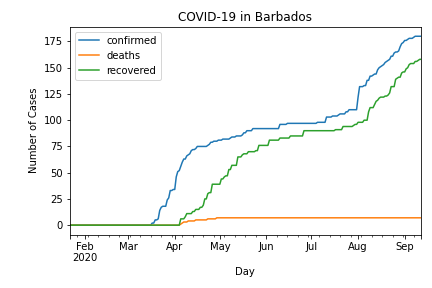 COVID-19 in Barbados
confirmed
deaths
recovered
Number of Cases
175
150
125
100
75
50
25
0
Feb Mar Apr May Jun Jul Aug Sep
2020
Day